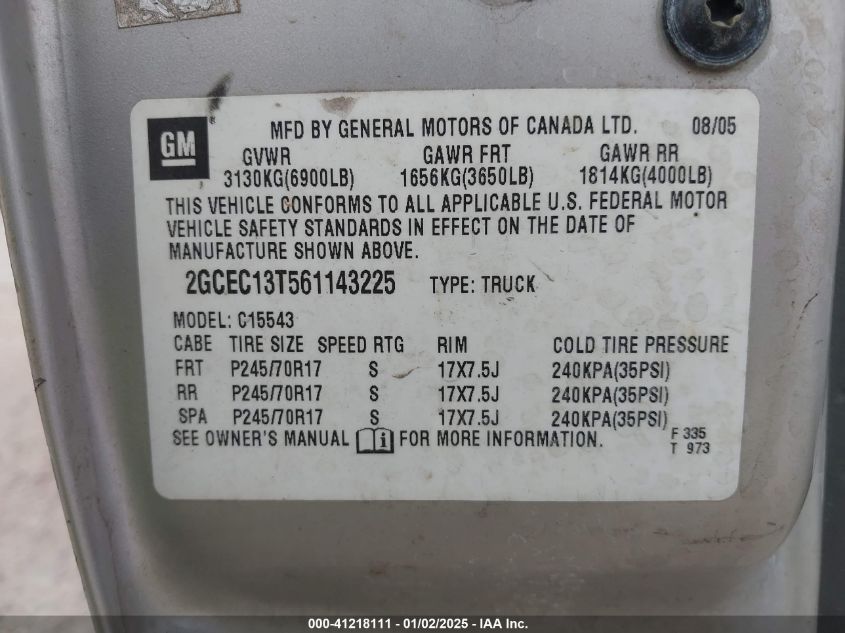 GM
MFD BY GENERAL MOTORS OF CANADA LTD. 08/05
GVWR GAWR FRT GAWR RR
3130KG(6900LB) 1656KG(3650LB) 1814KG(4000LB)
THIS VEHICLE CONFORMS TO ALL APPLICABLE U.S. FEDERAL MOTOR
VEHICLE SAFETY STANDARDS IN EFFECT ON THE DATE OF
MANUFACTURE SHOWN ABOVE.
2GCEC13T561143225 TYPE: TRUCK
MODEL: C15543
CABE TIRE SIZE SPEED RTG RIM COLD TIRE PRESSURE
FRT P245/70R17 S 17X7.5J 240KPA(35PSI)
RR P245/70R17 S 17X7.5J 240KPA(35PSI)
SPA P245/70R17 S 17X7.5J 240KPA(35PSI)
SEE OWNER'S MANUAL i FOR MORE INFORMATION.
F 335
T 973
000-41218111 - 01/02/2025 - IAA Inc.